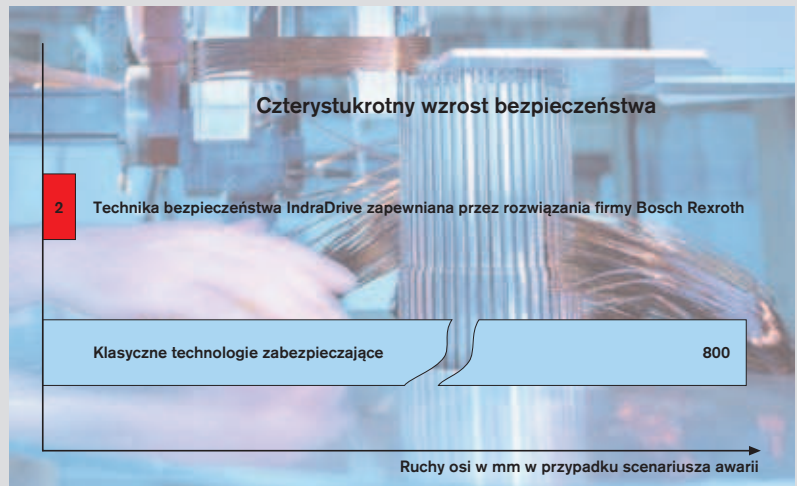 Czterystukrotny wzrost bezpieczeństwa
2 Technika bezpieczeństwa IndraDrive zapewniana przez rozwiązania firmy Bosch Rexroth
Klasyczne technologie zabezpieczające 800
Ruchy osi w mm w przypadku scenariusza awarii